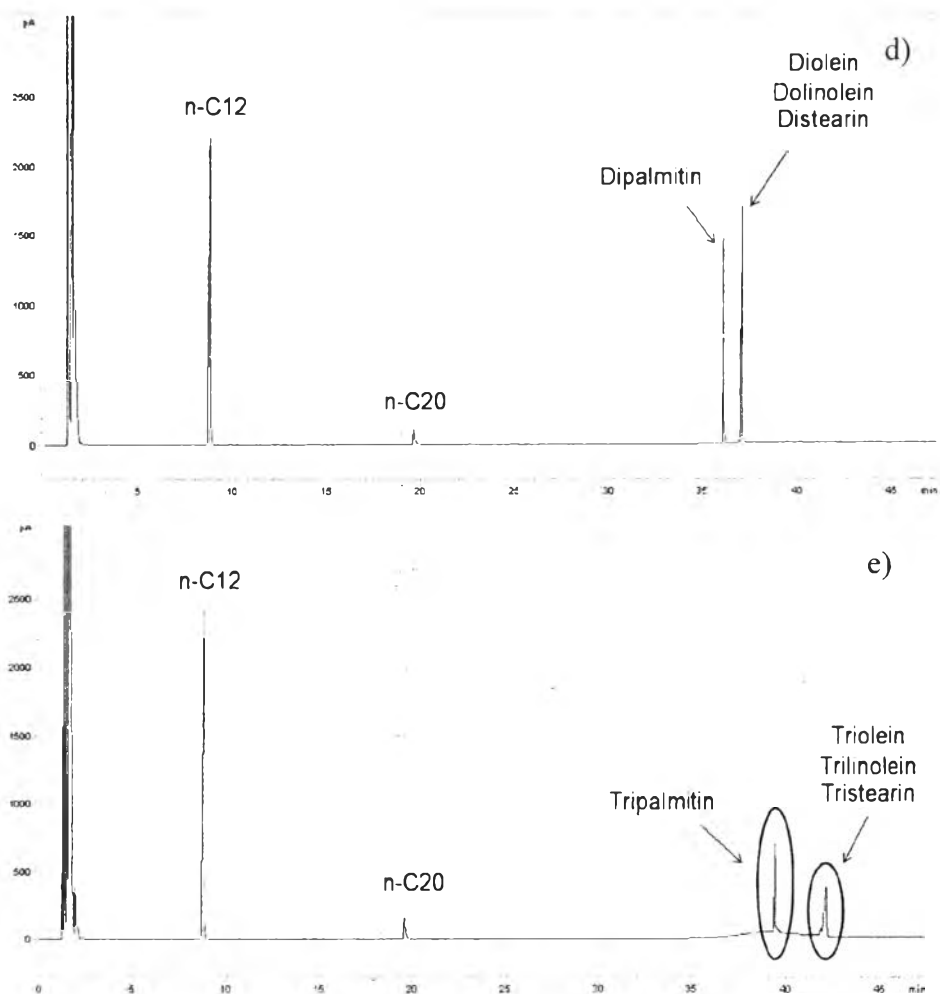 pA
d)
Diolein
Dolinolein
Distearin
2500
n-C12
2000
Dipalmitin
1500
1000
500
n-C20
0
5 10 15 20 25 30 35 40 45 min
pA
e)
n-C12
2500
2000
1500
Triolein
Trilinolein
Tristearin
Tripalmitin
1000
500
n-C20
0
0 5 10 15 20 25 30 35 40 45 min